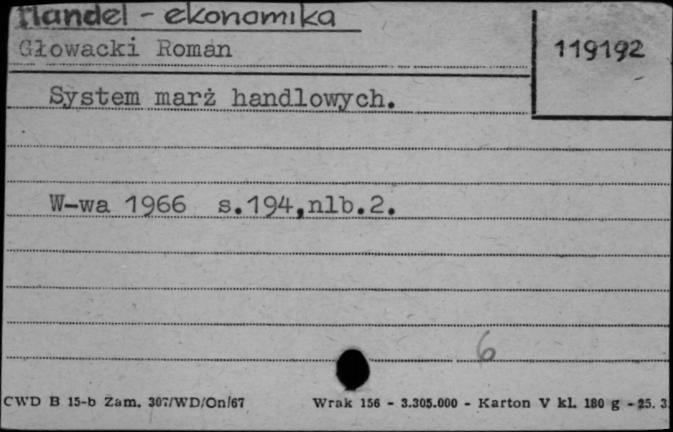 Handel - ekonomika
Głowacki Roman
119192
System marż handlowych.
W-wa 1966 s.194,nlb.2.
6
CWD B 15-b Zam. 307/WD/On/67 Wrak 156 - 3.305.000 - Karton V kl. 180 g - 25. 3